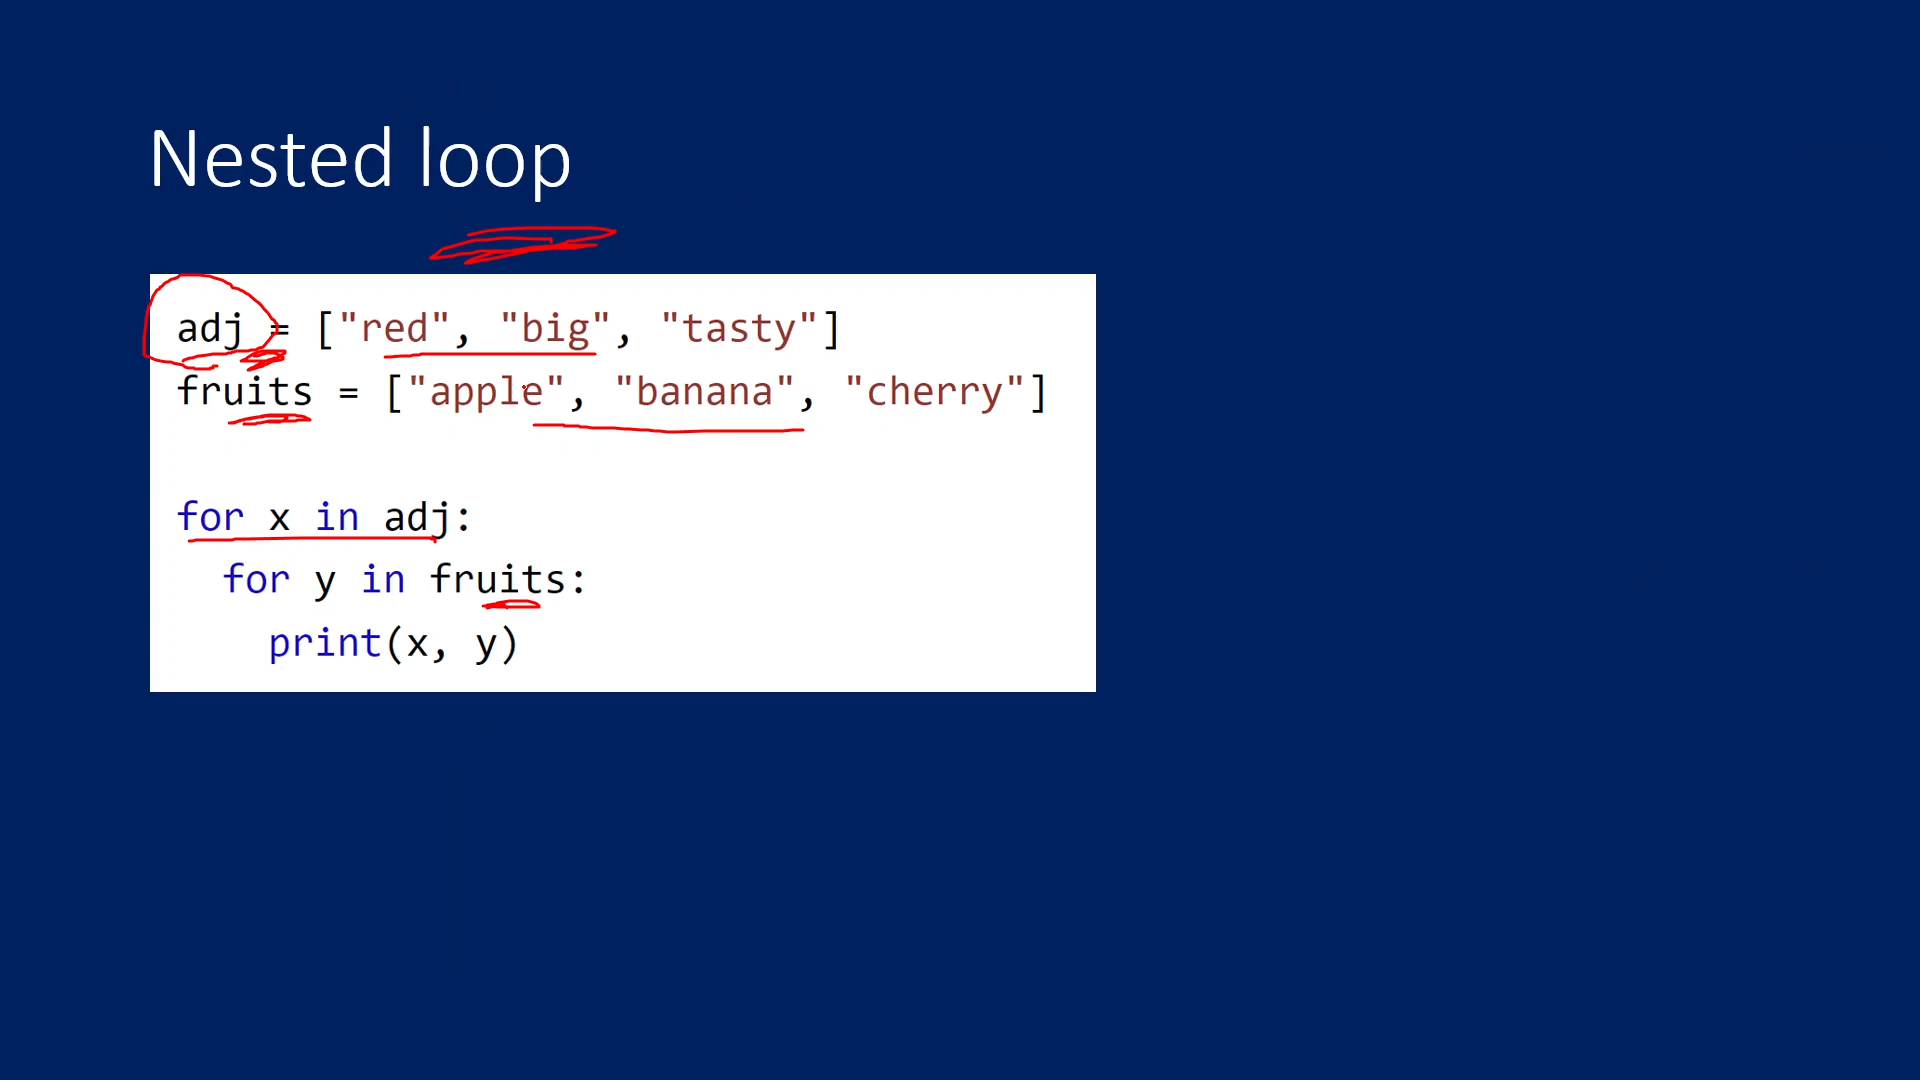 Nested loop
adj = ["red", "big", "tasty"]
fruits = ["apple", "banana", "cherry"]
for x in adj:
for y in fruits:
print(x, y)